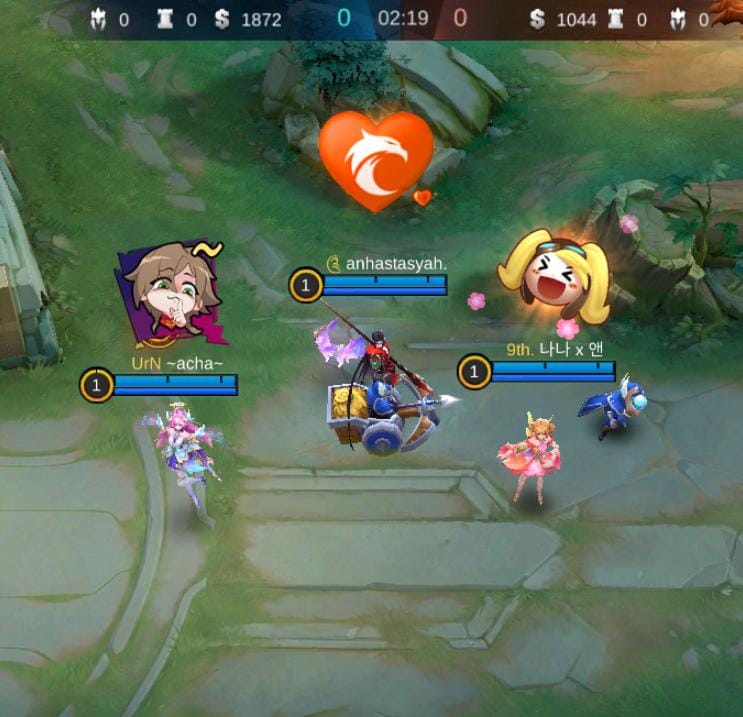 0 0 1872 0 02:19 0 1044 0 0
anhastasyah.
1
9th. 나나 x 앤
1
UrN ~acha~
1